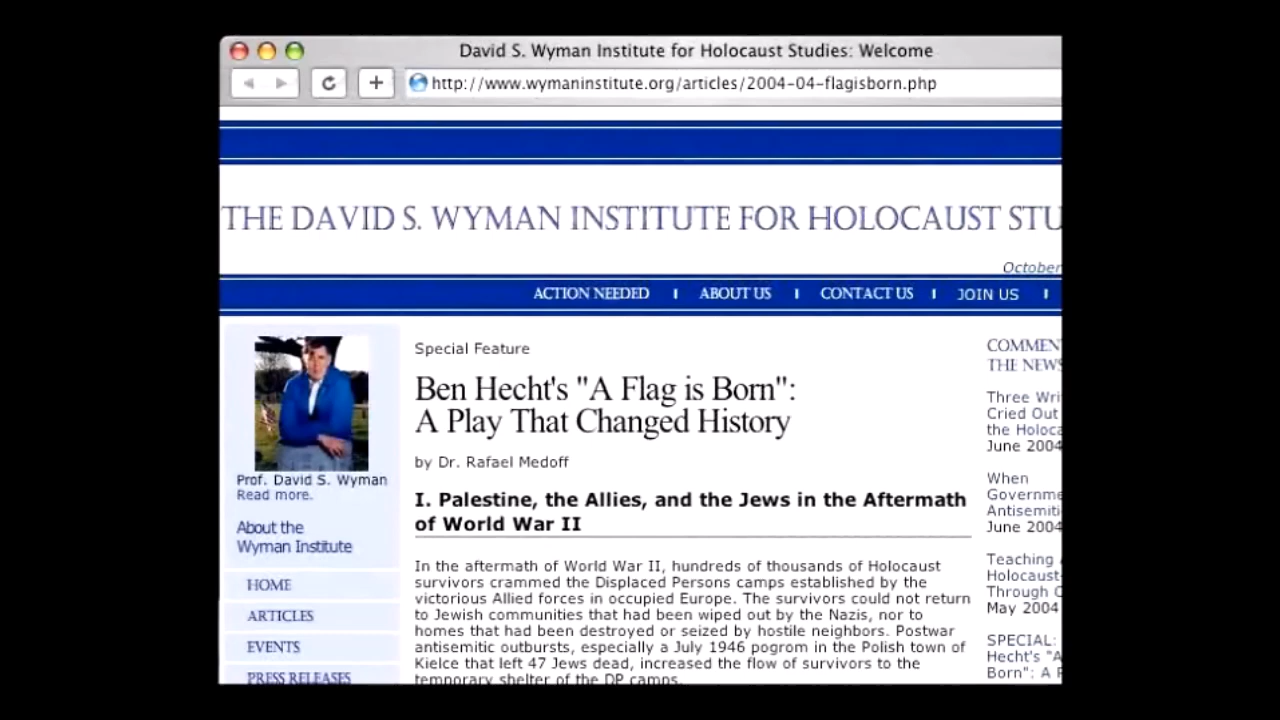 David S. Wyman Institute for Holocaust Studies: Welcome
http://www.wymaninstitute.org/articles/2004-04-flagisborn.php
THE DAVID S. WYMAN INSTITUTE FOR HOLOCAUST STU
October
ACTION NEEDED | ABOUT US | CONTACT US | JOIN US |
Prof. David S. Wyman
Read more.
About the
Wyman Institute
HOME
ARTICLES
EVENTS
PRESS RELEASES
Special Feature
Ben Hecht's "A Flag is Born":
A Play That Changed History
by Dr. Rafael Medoff
I. Palestine, the Allies, and the Jews in the Aftermath
of World War II
In the aftermath of World War II, hundreds of thousands of Holocaust
survivors crammed the Displaced Persons camps established by the
victorious Allied forces in occupied Europe. The survivors could not return
to Jewish communities that had been wiped out by the Nazis, nor to
homes that had been destroyed or seized by hostile neighbors. Postwar
antisemitic outbursts, especially a July 1946 pogrom in the Polish town of
Kielce that left 47 Jews dead, increased the flow of survivors to the
temporary shelter of the DP camps.
COMMEN
THE NEWS
Three Wri
Cried Out
the Holoca
June 2004
When
Governme
Antisemiti
June 2004
Teaching
Holocaust-
Through C
May 2004
SPECIAL:
Hecht's "A
Born": A P